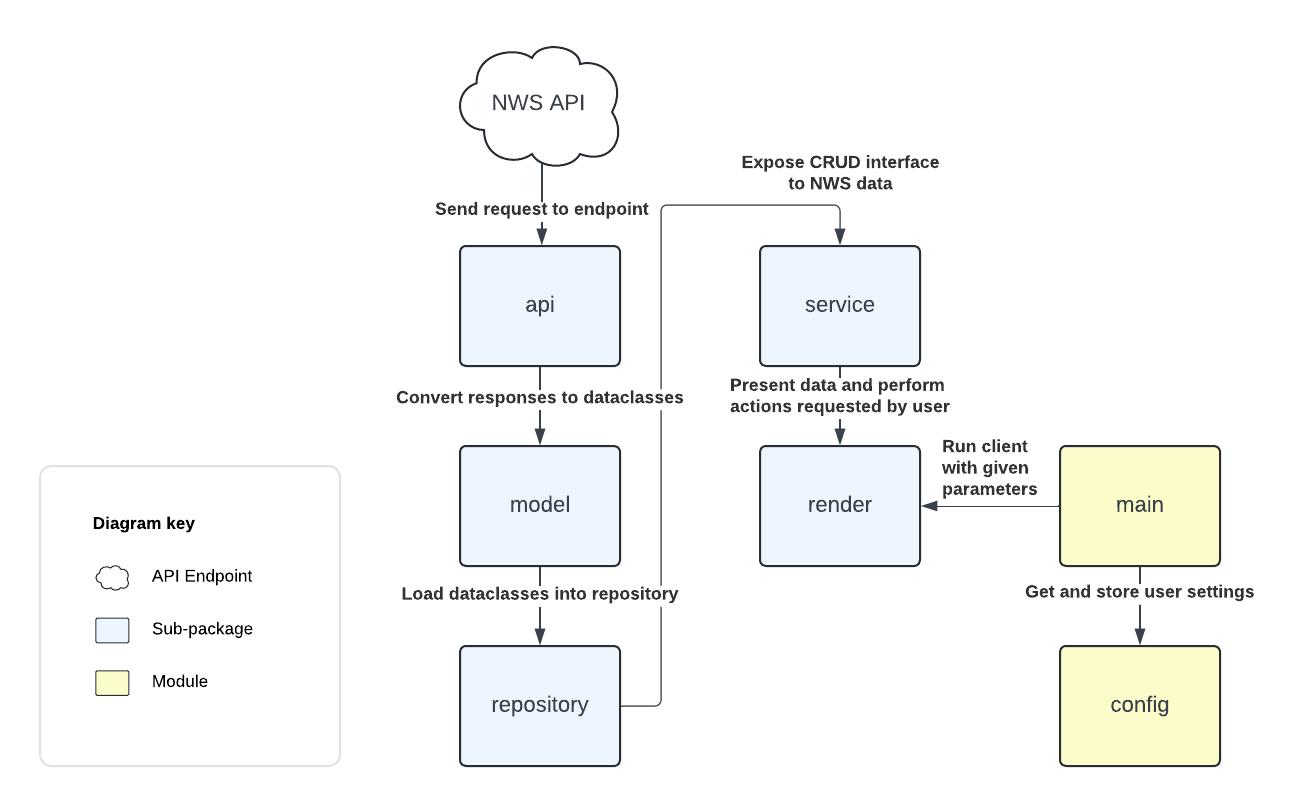 NWS API
Send request to endpoint
Expose CRUD interface
to NWS data
api
service
Convert responses to dataclasses
Present data and perform
actions requested by user
model
render
Run client
with given
parameters
main
Load dataclasses into repository
Get and store user settings
repository
config
Diagram key
API Endpoint
Sub-package
Module